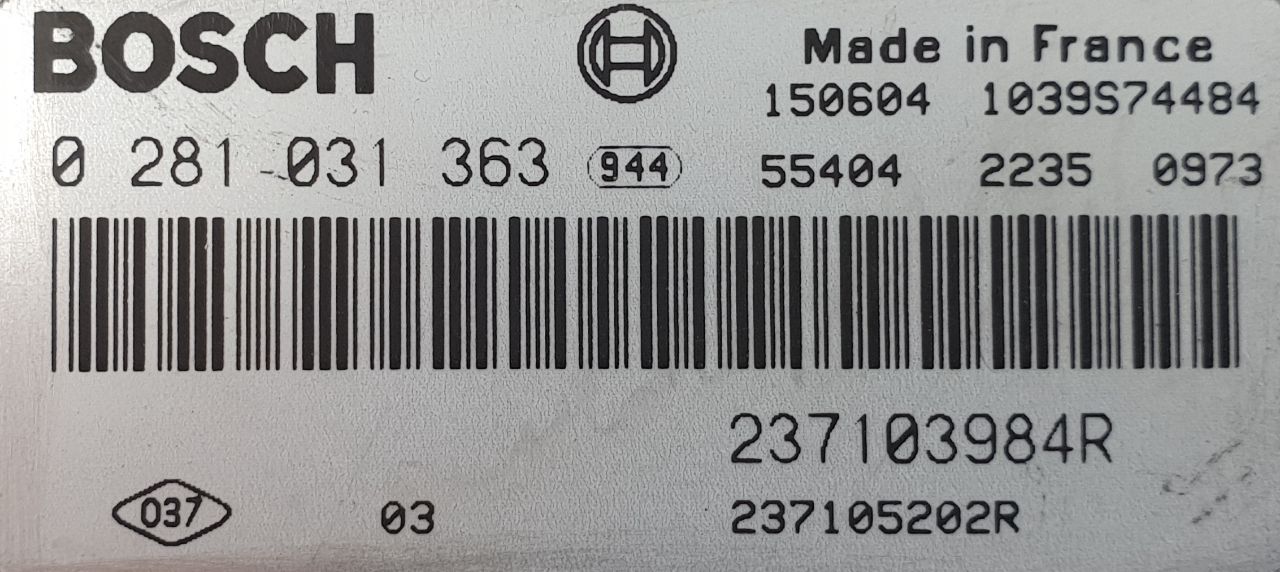 BOSCH
Made in France
150604 1039S74484
0 281 031 363 944 55404 2235 0973
237103984R
037 03 237105202R